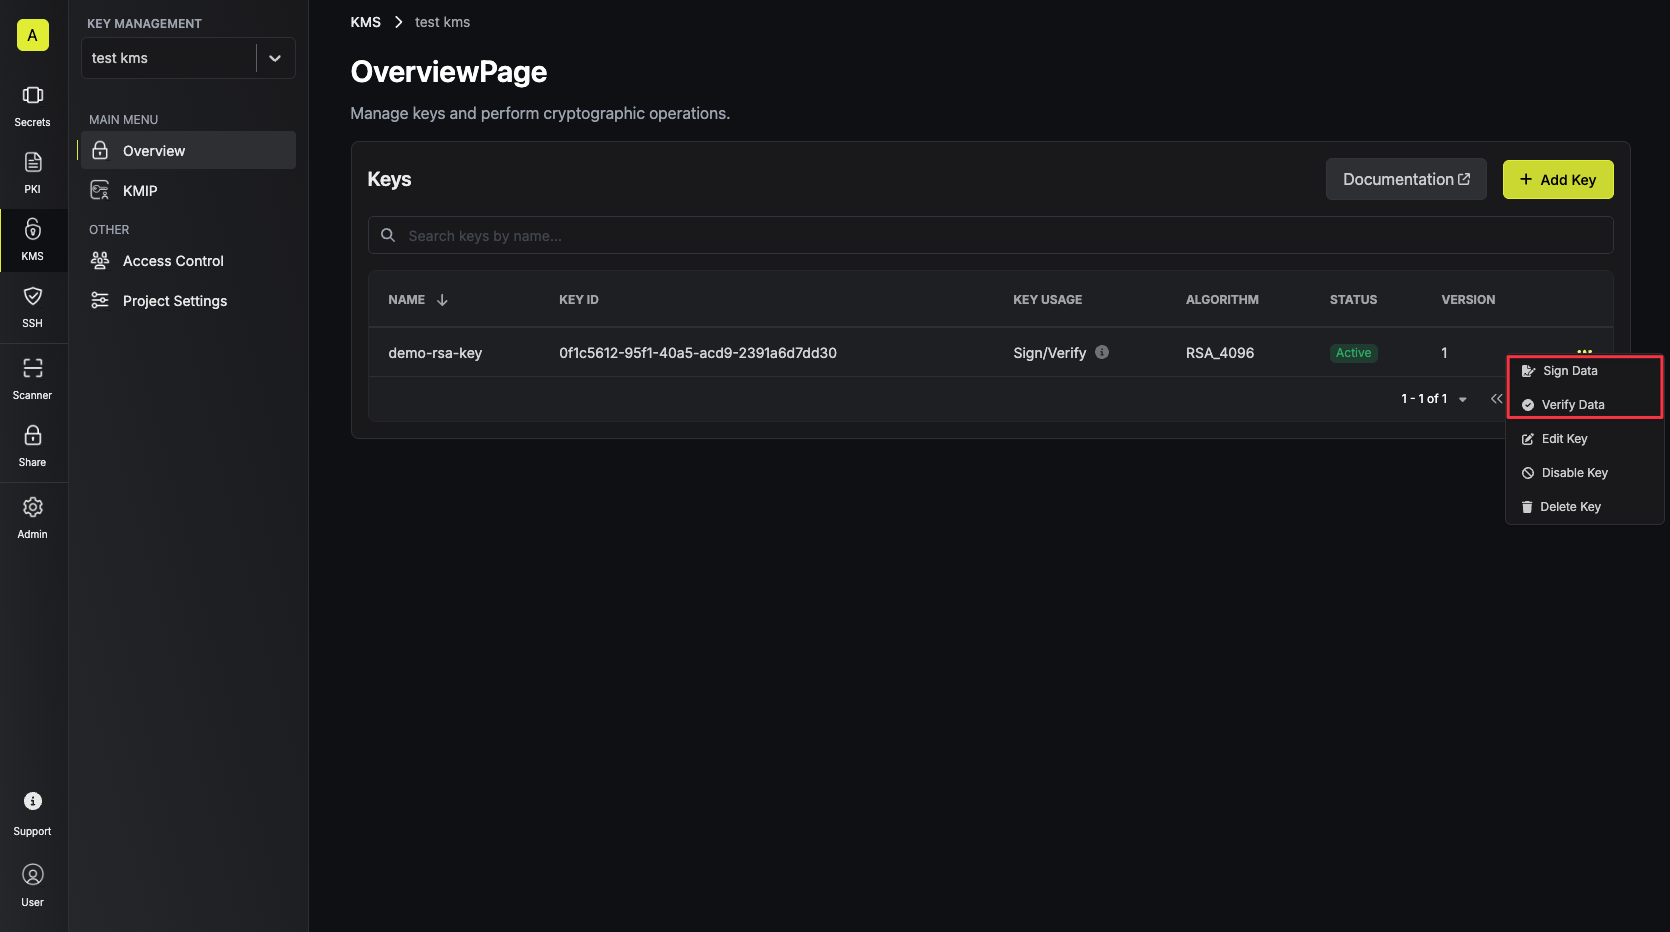 A
Secrets
PKI
KMS
SSH
Scanner
Share
Admin
Support
User
KEY MANAGEMENT
test kms
MAIN MENU
Overview
KMIP
OTHER
Access Control
Project Settings
KMS > test kms
OverviewPage
Manage keys and perform cryptographic operations.
Keys
Documentation
+ Add Key
Search keys by name...
NAME KEY ID KEY USAGE ALGORITHM STATUS VERSION
demo-rsa-key 0f1c5612-95f1-40a5-acd9-2391a6d7dd30 Sign/Verify RSA_4096 Active 1
1 - 1 of 1
Sign Data
Verify Data
Edit Key
Disable Key
Delete Key